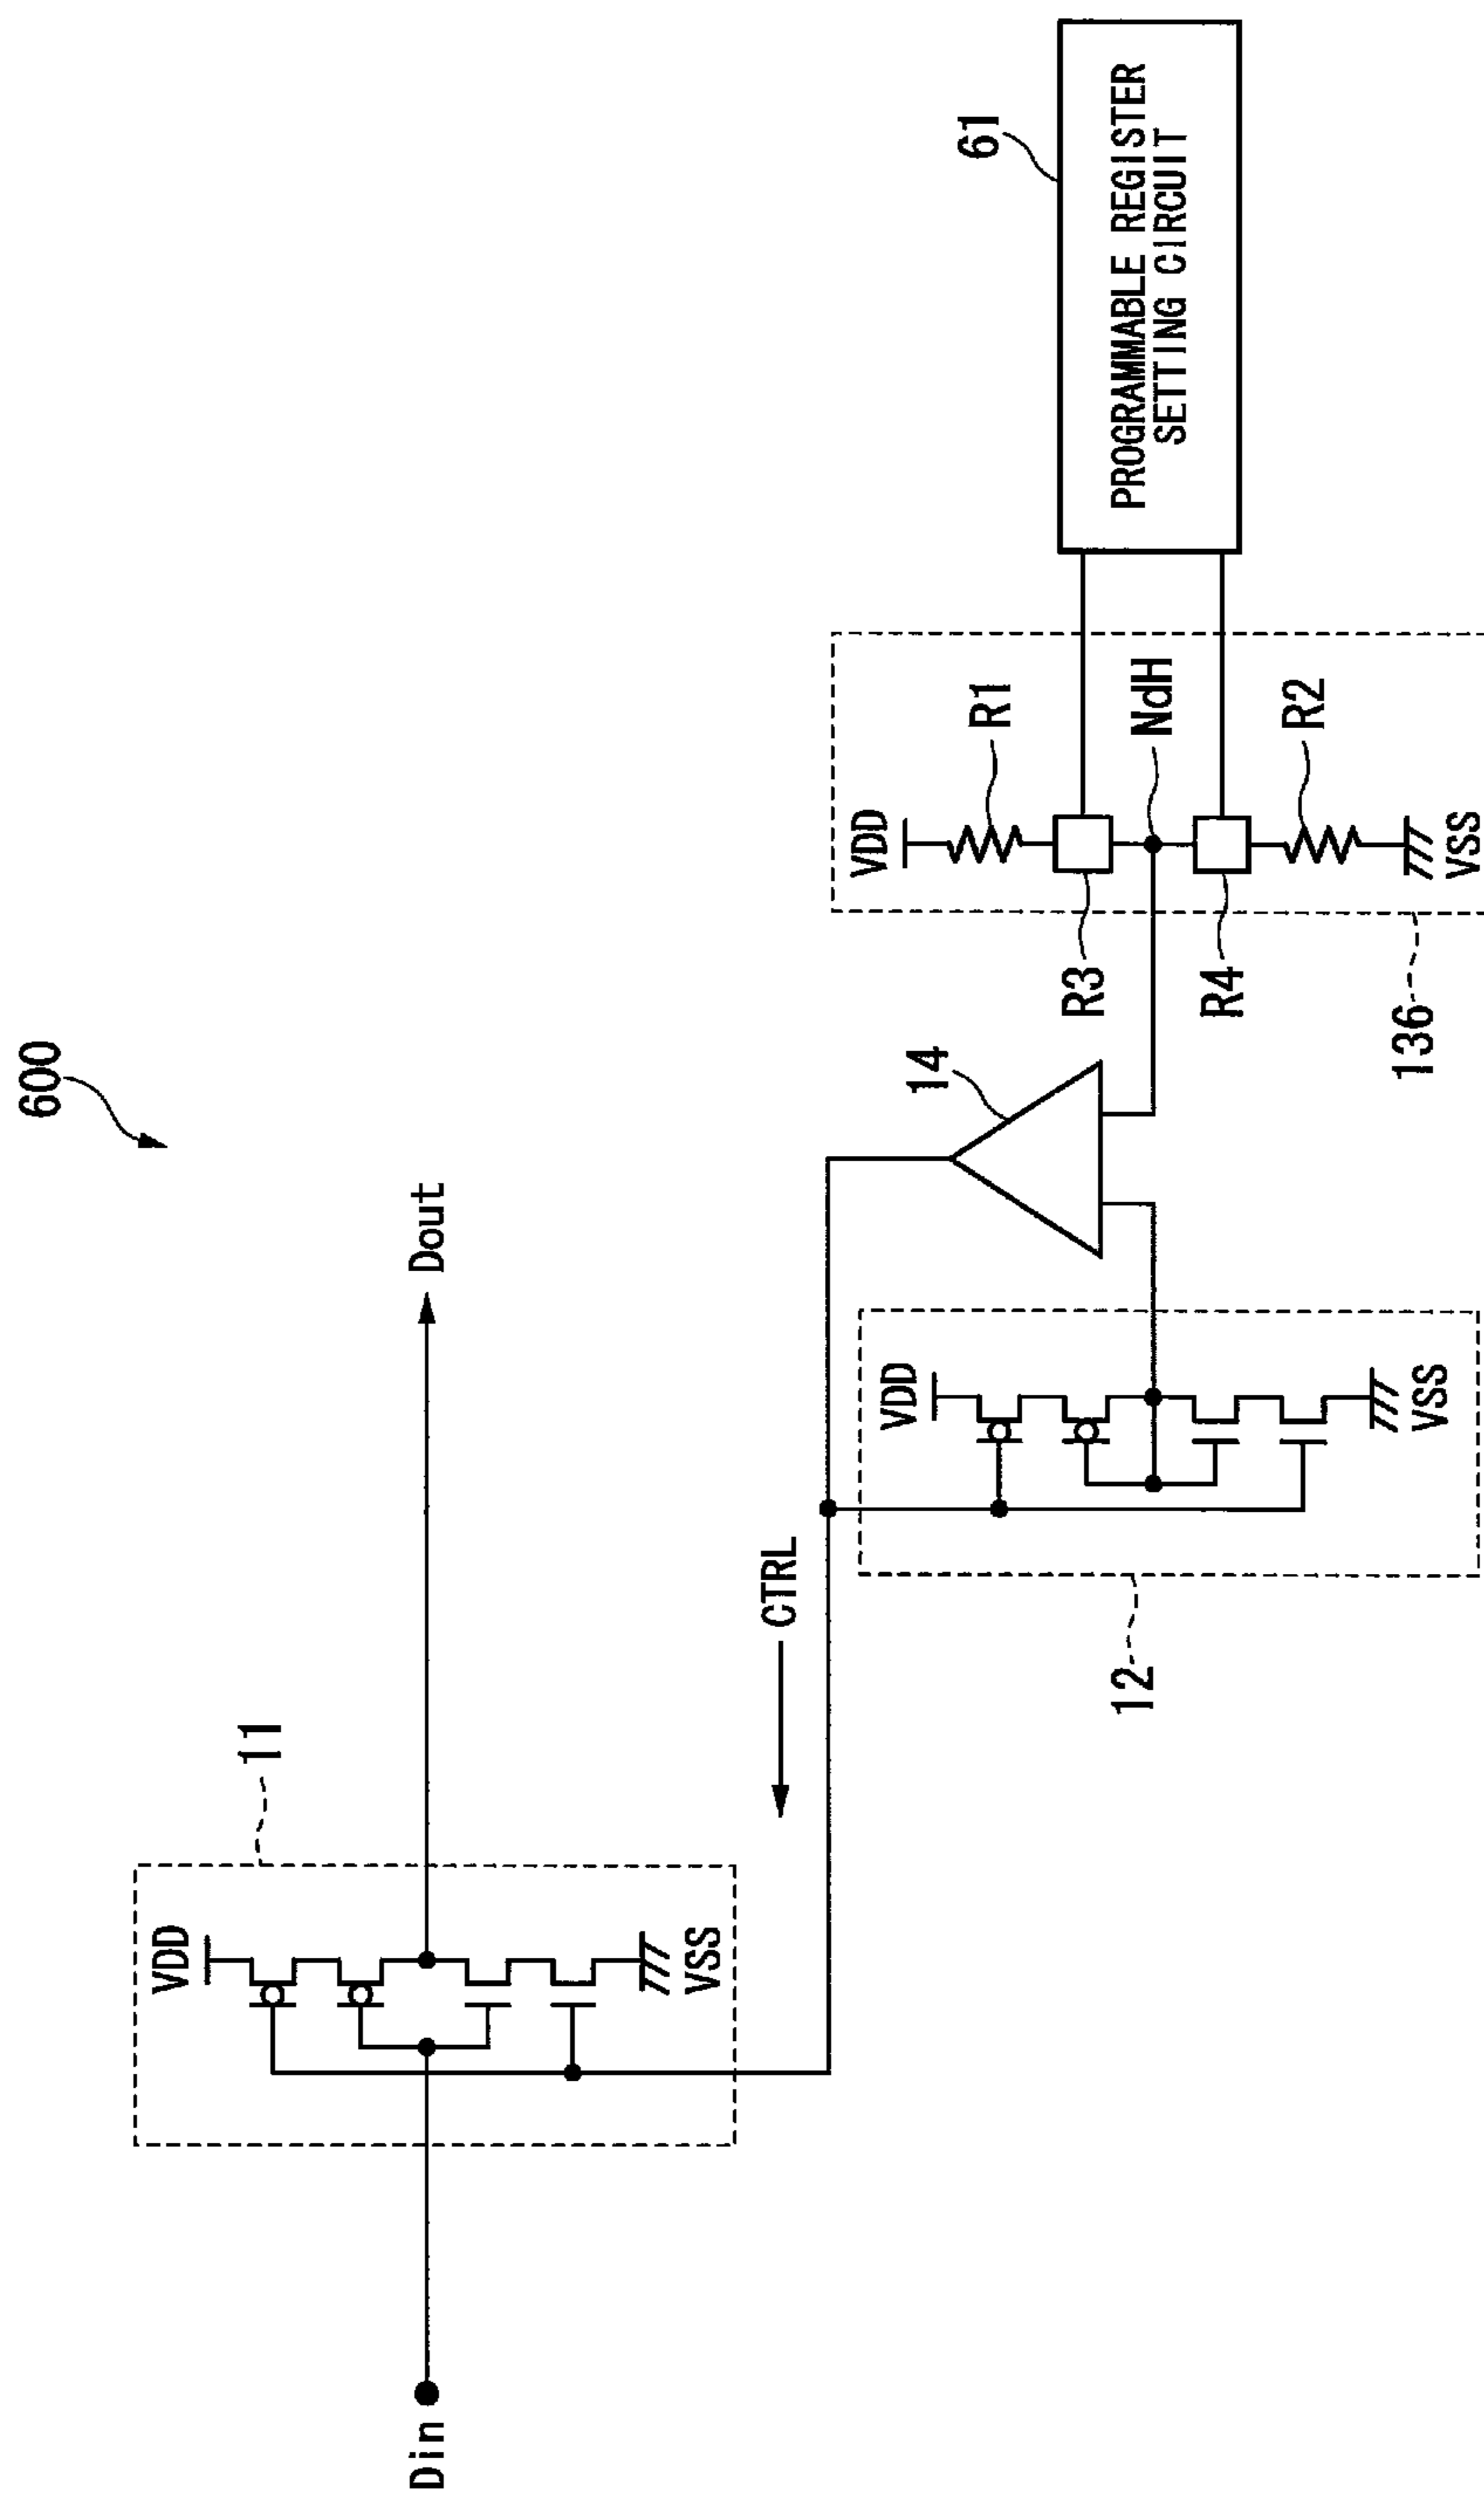 600
11
VDD
VSS
Din
Dout
CTRL
12
VDD
VSS
14
136
VDD
R1
R3
NdH
R4
R2
VSS
61
PROGRAMMABLE REGISTER
SETTING CIRCUIT